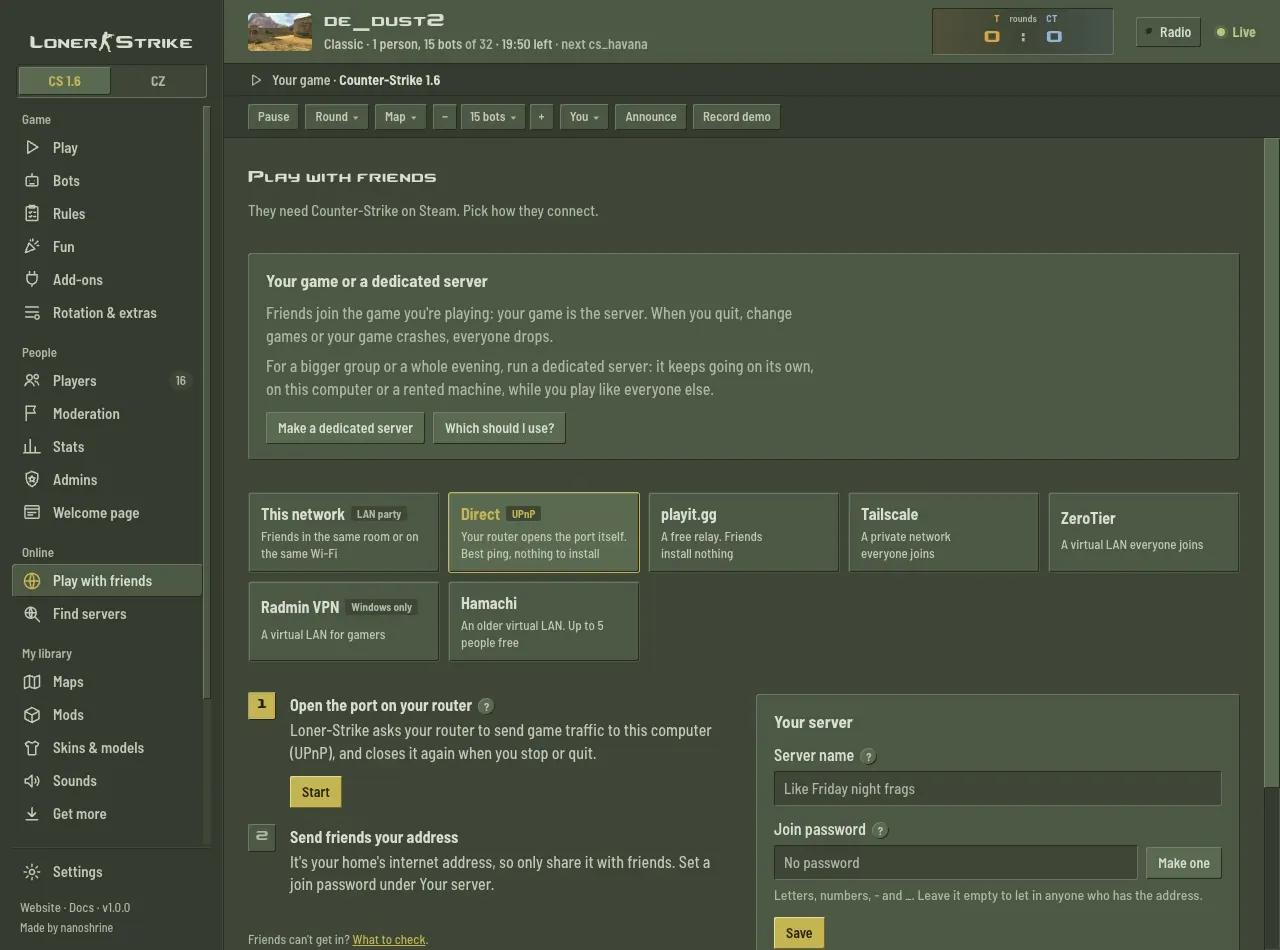 Loner Strike
CS 1.6
CZ
Game
Play
Bots
Rules
Fun
Add-ons
Rotation & extras
People
Players
16
Moderation
Stats
Admins
Welcome page
Online
Play with friends
Find servers
My library
Maps
Mods
Skins & models
Sounds
Get more
Settings
Website · Docs · v1.0.0
Made by nanoshrine
DE_DUST2
Classic · 1 person, 15 bots of 32 · 19:50 left · next cs_havana
T rounds CT
0 : 0
Radio
Live
Your game · Counter-Strike 1.6
Pause
Round
Map
−
15 bots
+
You
Announce
Record demo
Play with friends
They need Counter-Strike on Steam. Pick how they connect.
Your game or a dedicated server
Friends join the game you're playing: your game is the server. When you quit, change
games or your game crashes, everyone drops.
For a bigger group or a whole evening, run a dedicated server: it keeps going on its own,
on this computer or a rented machine, while you play like everyone else.
Make a dedicated server
Which should I use?
This network LAN party
Friends in the same room or on
the same Wi-Fi
Direct UPnP
Your router opens the port itself.
Best ping, nothing to install
playit.gg
A free relay. Friends
install nothing
Tailscale
A private network
everyone joins
ZeroTier
A virtual LAN everyone joins
Radmin VPN Windows only
A virtual LAN for gamers
Hamachi
An older virtual LAN. Up to 5
people free
1
Open the port on your router ?
Loner-Strike asks your router to send game traffic to this computer
(UPnP), and closes it again when you stop or quit.
Start
2
Send friends your address
It's your home's internet address, so only share it with friends. Set a
join password under Your server.
Friends can't get in? What to check.
Your server
Server name ?
Like Friday night frags
Join password ?
No password
Make one
Letters, numbers, - and _. Leave it empty to let in anyone who has the address.
Save